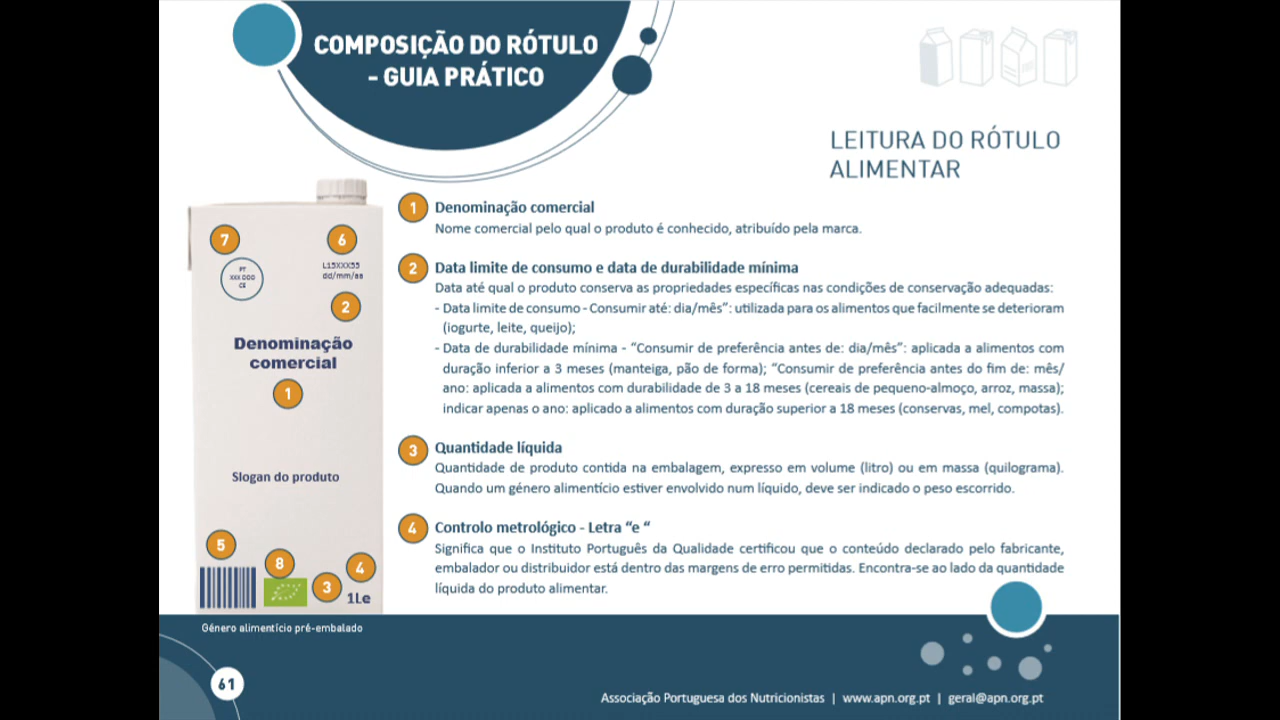 COMPOSIÇÃO DO RÓTULO
- GUIA PRÁTICO
LEITURA DO RÓTULO
ALIMENTAR
7
6
PT
XXX 000
CE
L15XXX55
dd/mm/aa
2
Denominação
comercial
1
Slogan do produto
5
8
4
3
1Le
Género alimentício pré-embalado
1 Denominação comercial
Nome comercial pelo qual o produto é conhecido, atribuído pela marca.
2 Data limite de consumo e data de durabilidade mínima
Data até qual o produto conserva as propriedades específicas nas condições de conservação adequadas:
- Data limite de consumo - Consumir até: dia/mês”: utilizada para os alimentos que facilmente se deterioram
(iogurte, leite, queijo);
- Data de durabilidade mínima - “Consumir de preferência antes de: dia/mês”: aplicada a alimentos com
duração inferior a 3 meses (manteiga, pão de forma); “Consumir de preferência antes do fim de: mês/
ano: aplicada a alimentos com durabilidade de 3 a 18 meses (cereais de pequeno-almoço, arroz, massa);
indicar apenas o ano: aplicado a alimentos com duração superior a 18 meses (conservas, mel, compotas).
3 Quantidade líquida
Quantidade de produto contida na embalagem, expresso em volume (litro) ou em massa (quilograma).
Quando um género alimentício estiver envolvido num líquido, deve ser indicado o peso escorrido.
4 Controlo metrológico - Letra “e “
Significa que o Instituto Português da Qualidade certificou que o conteúdo declarado pelo fabricante,
embalador ou distribuidor está dentro das margens de erro permitidas. Encontra-se ao lado da quantidade
líquida do produto alimentar.
61
Associação Portuguesa dos Nutricionistas | www.apn.org.pt | geral@apn.org.pt